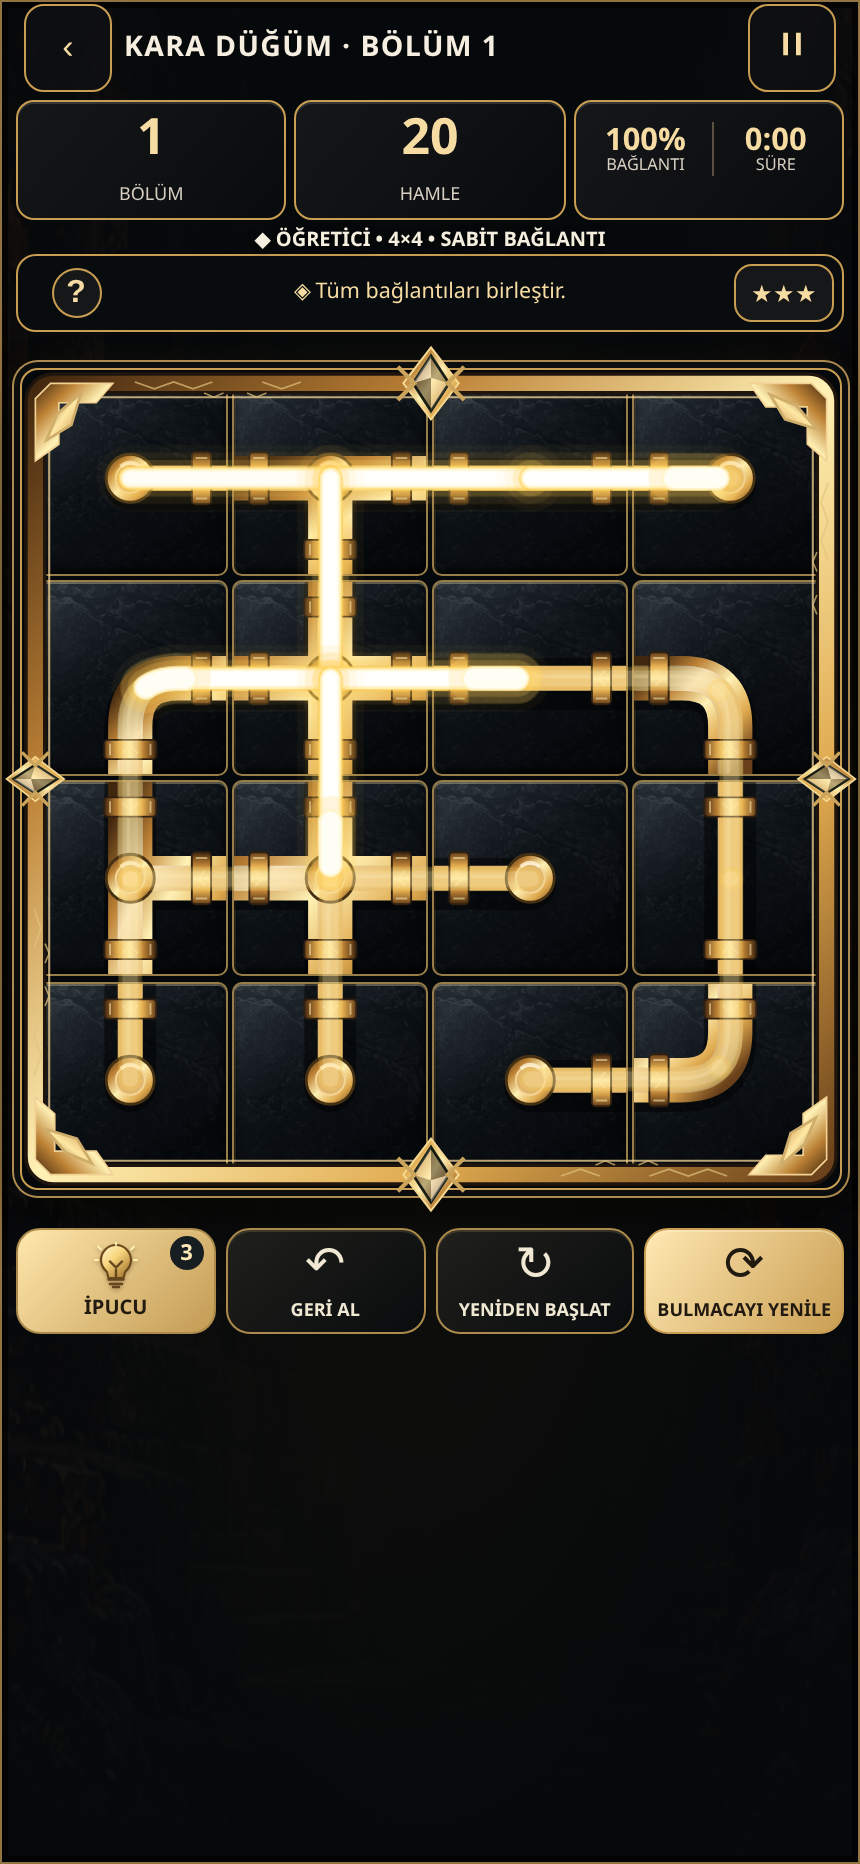 ‹ KARA DÜĞÜM · BÖLÜM 1
1
BÖLÜM
20
HAMLE
100%
BAĞLANTI
0:00
SÜRE
◆ ÖĞRETİCİ • 4×4 • SABİT BAĞLANTI
?
◈ Tüm bağlantıları birleştir.
★★★
3
İPUCU
GERİ AL
YENİDEN BAŞLAT
BULMACAYI YENİLE